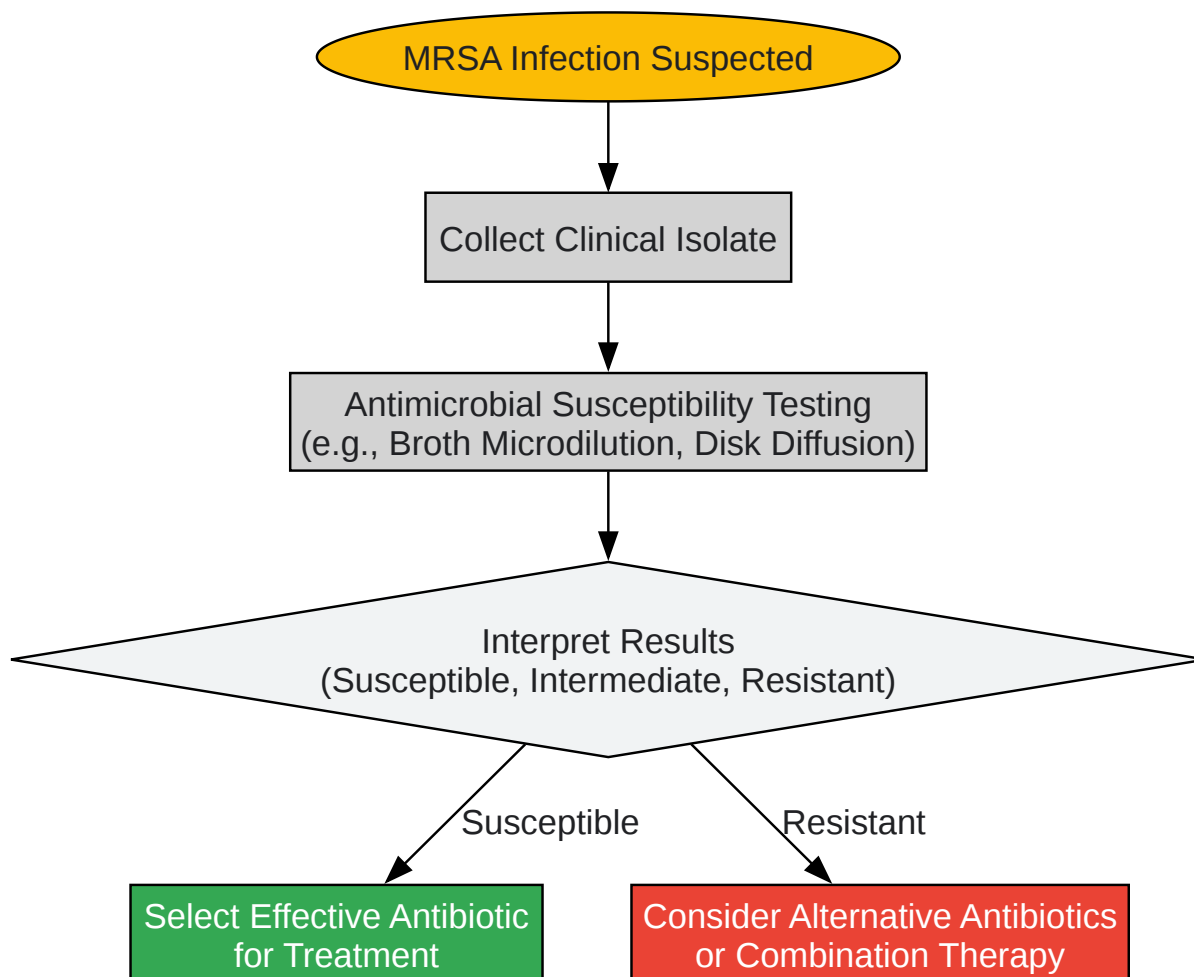 MRSA Infection Suspected
Collect Clinical Isolate
Antimicrobial Susceptibility Testing
(e.g., Broth Microdilution, Disk Diffusion)
Interpret Results
(Susceptible, Intermediate, Resistant)
Susceptible
Resistant
Select Effective Antibiotic
for Treatment
Consider Alternative Antibiotics
or Combination Therapy